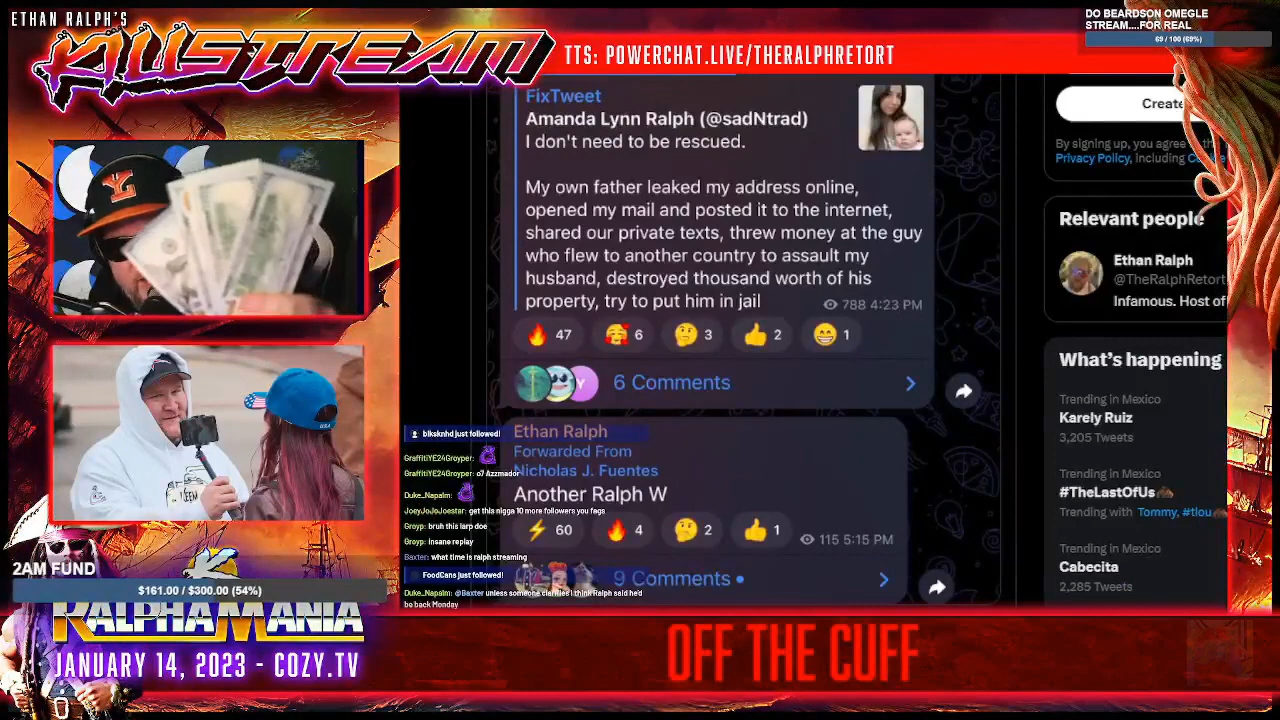 ETHAN RALPH'S
KILLSTREAM
TTS: POWERCHAT.LIVE/THERALPHRETORT
DO BEARDSON OMEGLE
STREAM....FOR REAL
69 / 100 (69%)
FixTweet
Amanda Lynn Ralph (@sadNtrad)
I don't need to be rescued.
My own father leaked my address online,
opened my mail and posted it to the internet,
shared our private texts, threw money at the guy
who flew to another country to assault my
husband, destroyed thousand worth of his
property, try to put him in jail
788 4:23 PM
🔥 47 🥰 6 🤔 3 👍 2 😁 1
6 Comments
Ethan Ralph
Forwarded From
Nicholas J. Fuentes
Another Ralph W
⚡ 60 🔥 4 🤔 2 👍 1
115 5:15 PM
9 Comments
blksknhd just followed!
GraffitiYE24Groyper:
GraffitiYE24Groyper: o7 Azzmador
Duke_Napalm:
JoeyJoJoJoestar: get this nigga 10 more followers you fags
Groyp: bruh this larp doe
Groyp: insane replay
Baxter: what time is ralph streaming
FoodCans just followed!
Duke_Napalm: @Baxter unless someone clarifies I think Ralph said he'd
be back Monday
Create
By signing up, you agree
Privacy Policy, including
Relevant people
Ethan Ralph
@TheRalphRetort
Infamous. Host of
What's happening
Trending in Mexico
Karely Ruiz
3,205 Tweets
Trending in Mexico
#TheLastOfUs
Trending with Tommy, #tlou
Trending in Mexico
Cabecita
2,285 Tweets
Y
USA
2AM FUND
$161.00 / $300.00 (54%)
RALPHAMANIA
JANUARY 14, 2023 - COZY.TV
OFF THE CUFF